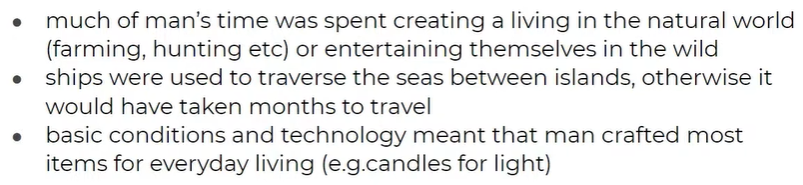 • much of man's time was spent creating a living in the natural world
(farming, hunting etc) or entertaining themselves in the wild
• ships were used to traverse the seas between islands, otherwise it
would have taken months to travel
• basic conditions and technology meant that man crafted most
items for everyday living (e.g.candles for light)